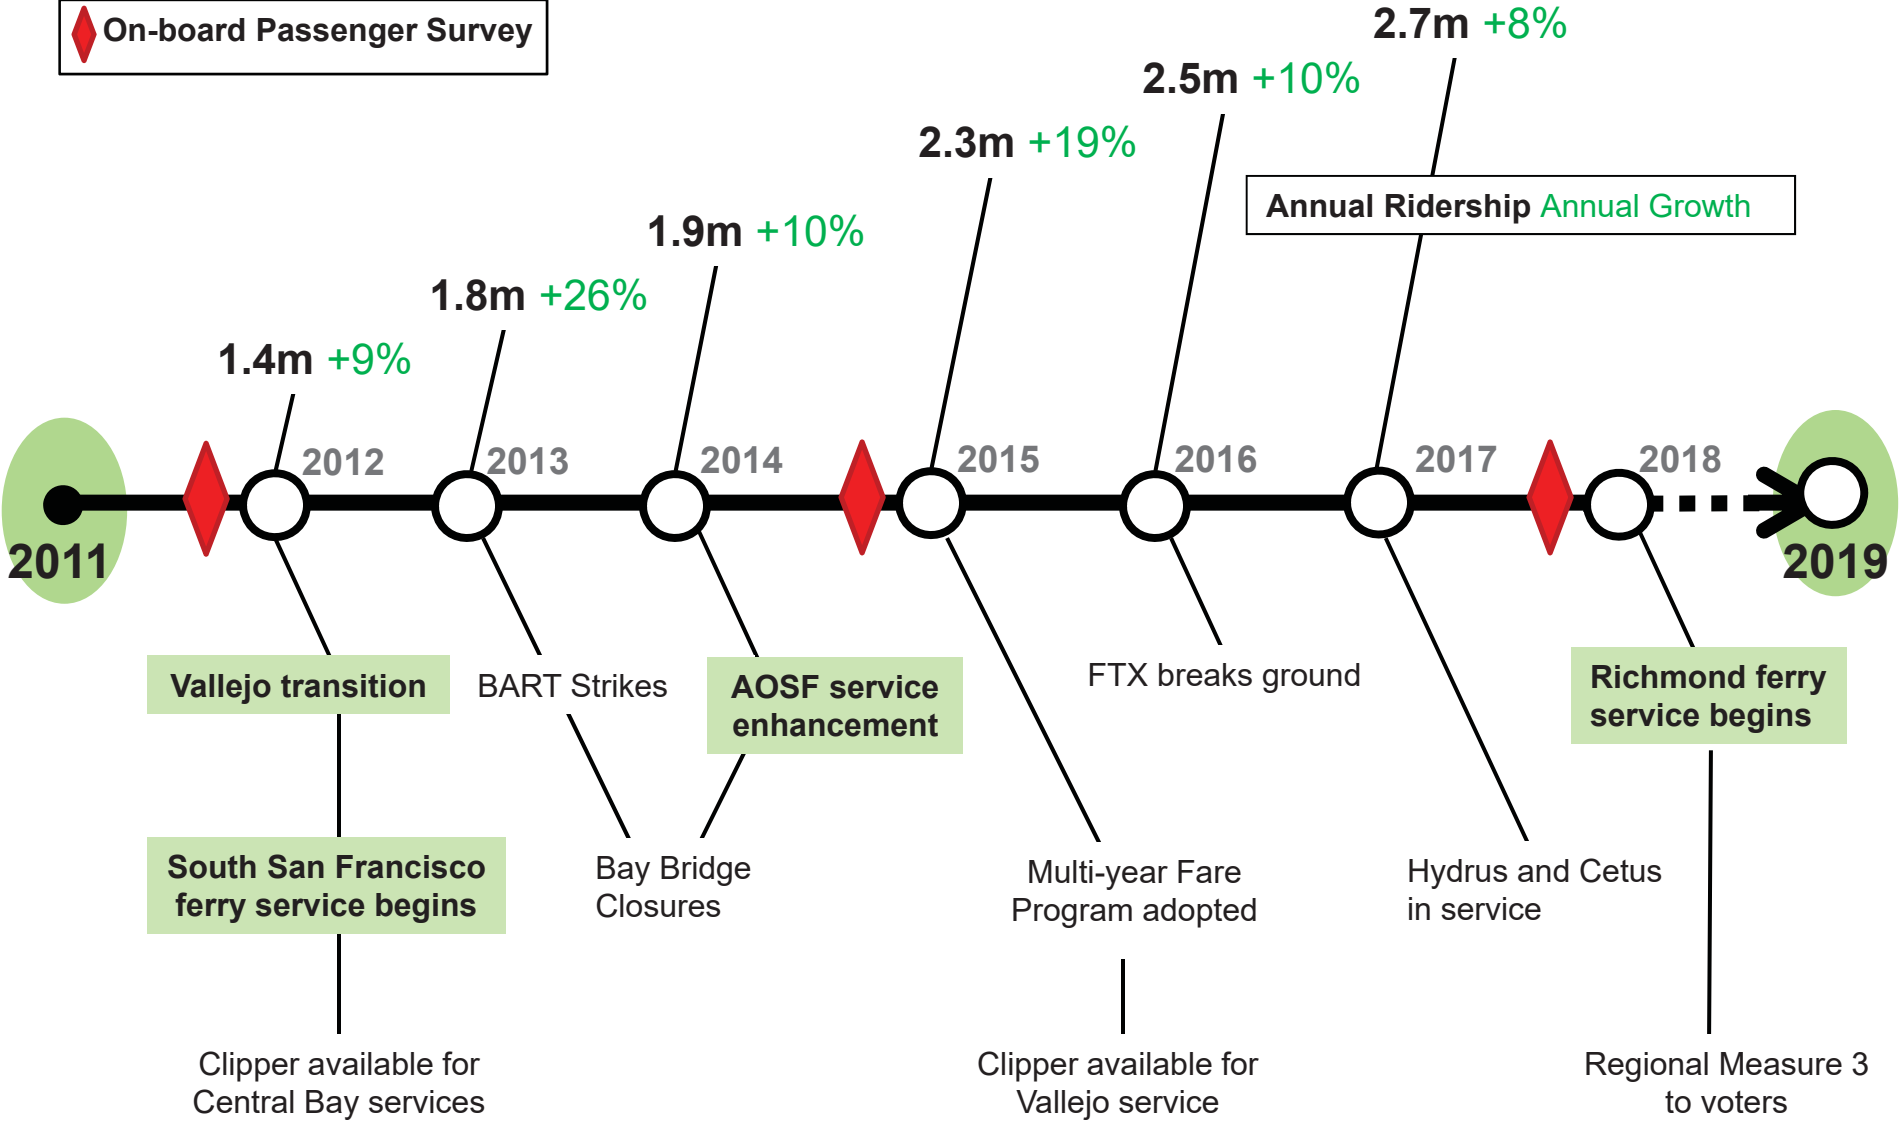 On-board Passenger Survey
2.7m +8%
2.5m +10%
2.3m +19%
Annual Ridership Annual Growth
1.9m +10%
1.8m +26%
1.4m +9%
2012
2013
2014
2015
2016
2017
2018
2011
2019
Vallejo transition
BART Strikes
AOSF service
enhancement
FTX breaks ground
Richmond ferry
service begins
South San Francisco
ferry service begins
Bay Bridge
Closures
Multi-year Fare
Program adopted
Hydrus and Cetus
in service
Clipper available for
Central Bay services
Clipper available for
Vallejo service
Regional Measure 3
to voters